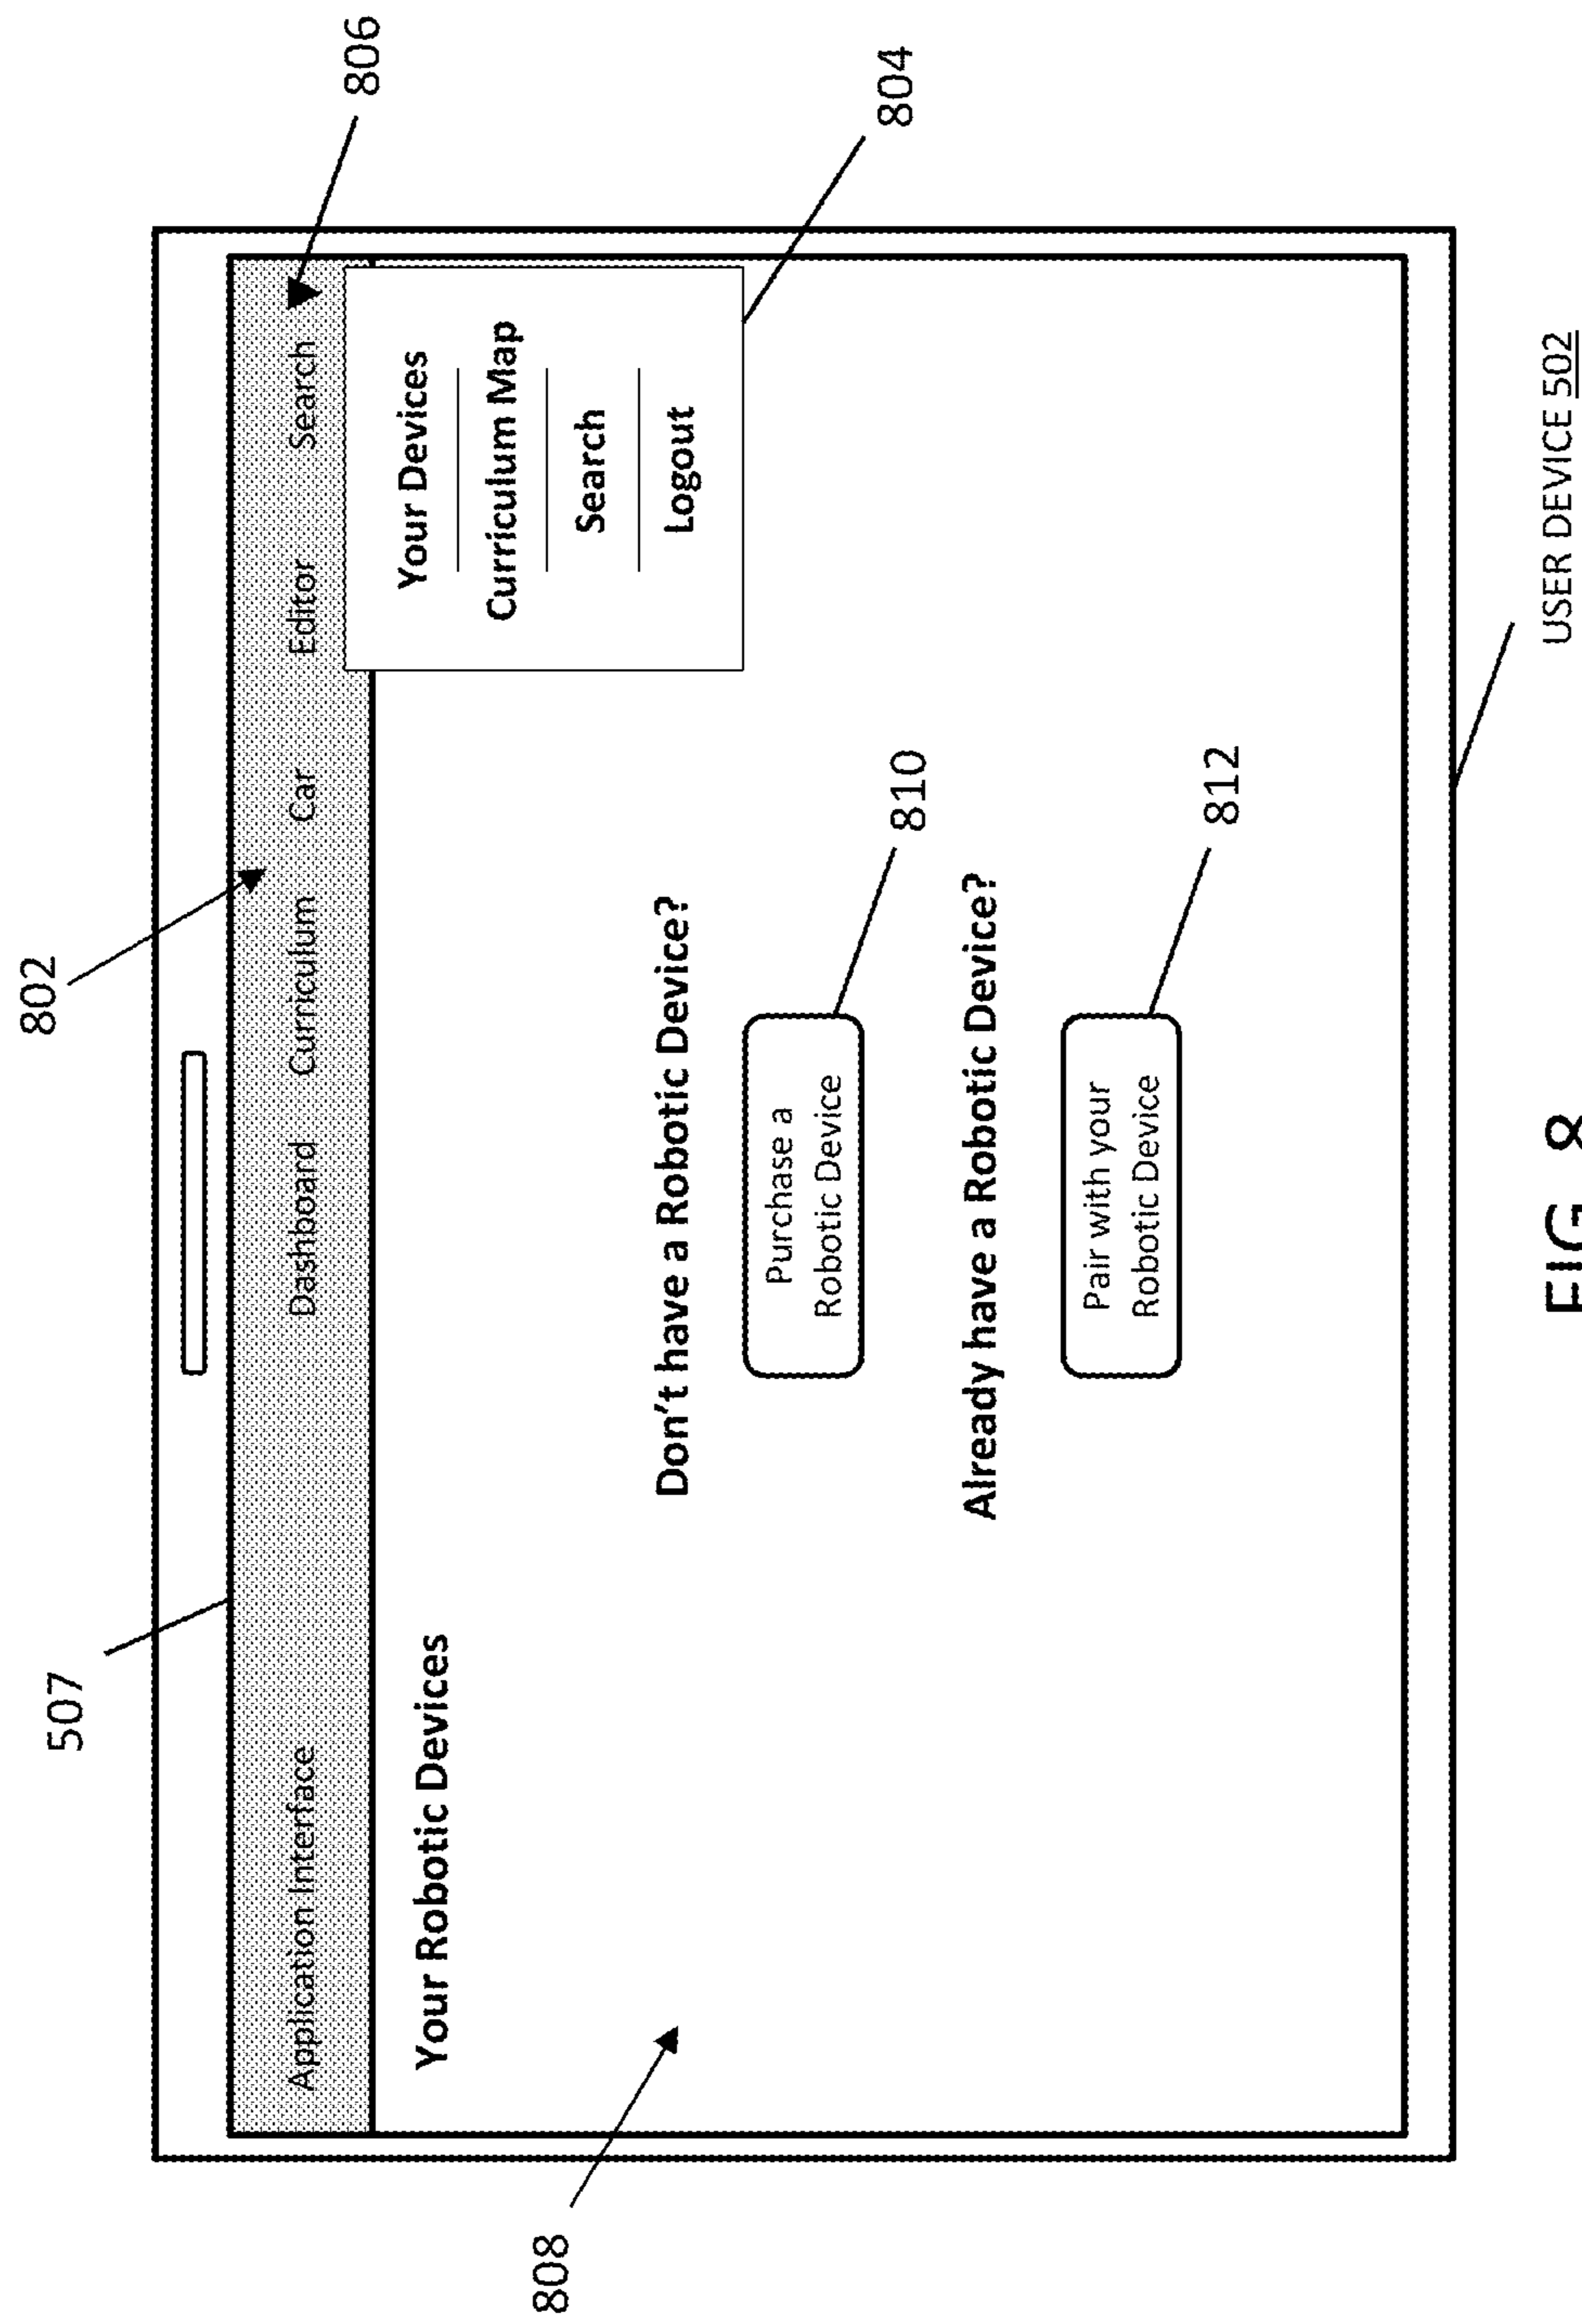 802
806
507
Application Interface Dashboard Curriculum Car Editor Search
Your Robotic Devices
Your Devices
Curriculum Map
Search
Logout
804
808
Don't have a Robotic Device?
Purchase a
Robotic Device
810
Already have a Robotic Device?
Pair with your
Robotic Device
812
USER DEVICE 502
FIG. 8